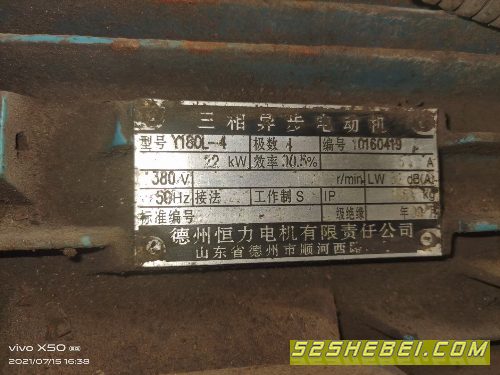 三相异步电动机
型号 Y180L-4 极数 4 编号 10160419
22 kW 效率 90.5% A
380 V r/min LW dB(A)
50Hz 接法 工作制 S IP kg
标准编号 级绝缘 年
德州恒力电机有限责任公司
山东省德州市顺河西路
vivo X50
2021/07/15 16:38
52SHEBEI.COM